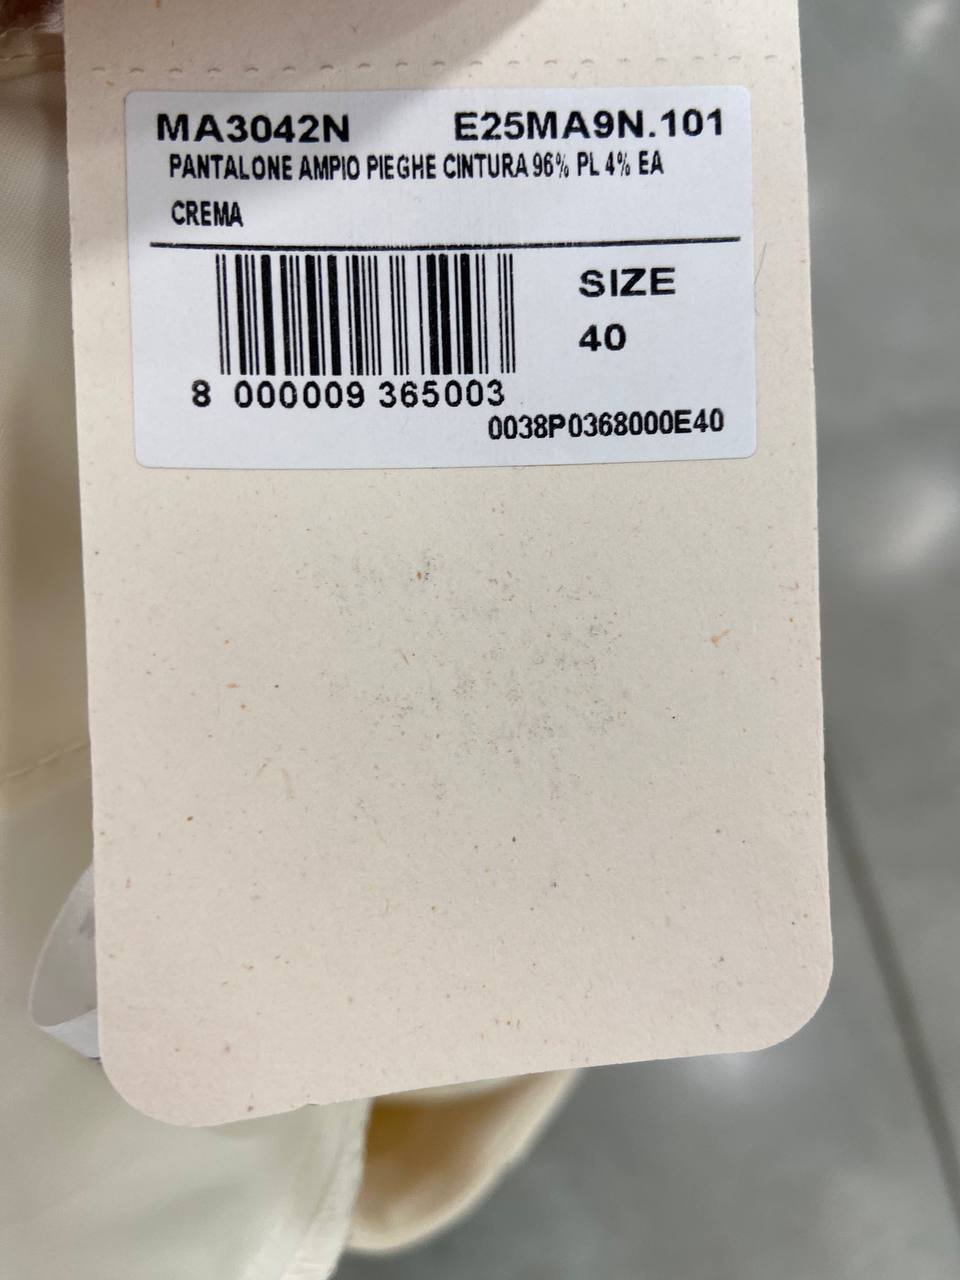 MA3042N E25MA9N.101
PANTALONE AMPIO PIEGHE CINTURA 96% PL 4% EA
CREMA
SIZE
40
8 000009 365003
0038P0368000E40